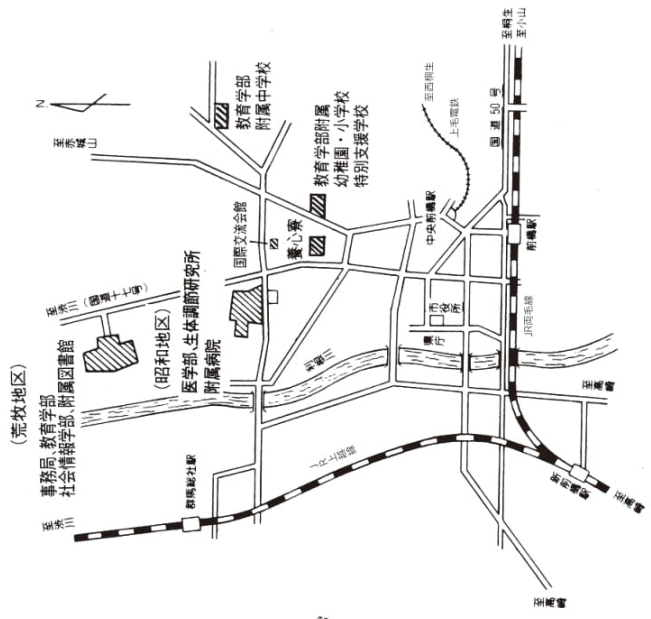 (荒牧地区)
事務局、教育学部
社会情報学部、附属図書館
(昭和地区)
医学部、生体調節研究所
附属病院
至渋川(国道十七号)
至赤城山
N
教育学部
附属中学校
教育学部附属
幼稚園・小学校
特別支援学校
国際交流会館
養心寮
至西桐生
上毛電鉄
中央前橋駅
国道50号
至桐生
至小山
前橋駅
JR両毛線
市役所
県庁
利根川
至渋川
群馬総社駅
JR上越線
新前橋駅
至高崎
至高崎
至高崎